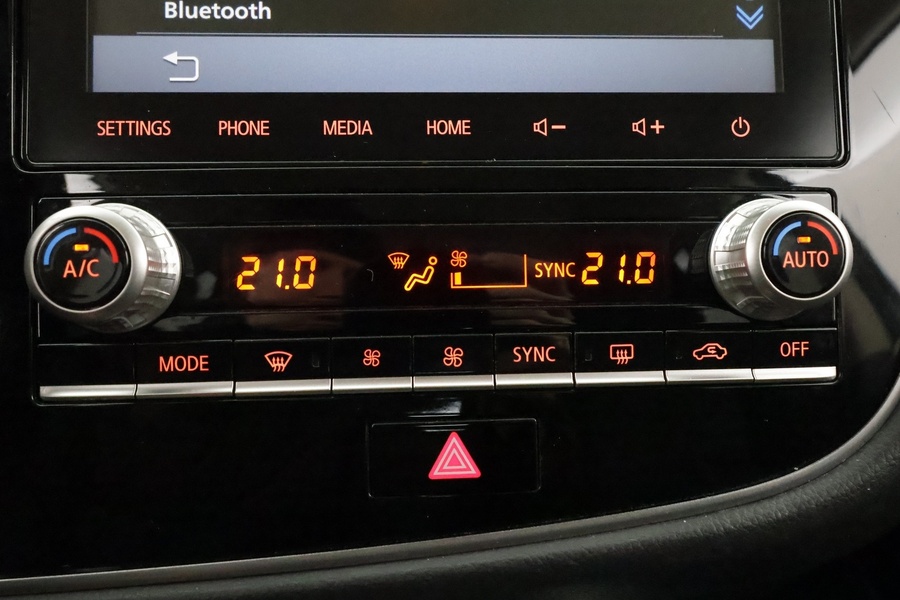 Bluetooth
SETTINGS PHONE MEDIA HOME
A/C 21.0 SYNC 21.0 AUTO
MODE SYNC OFF